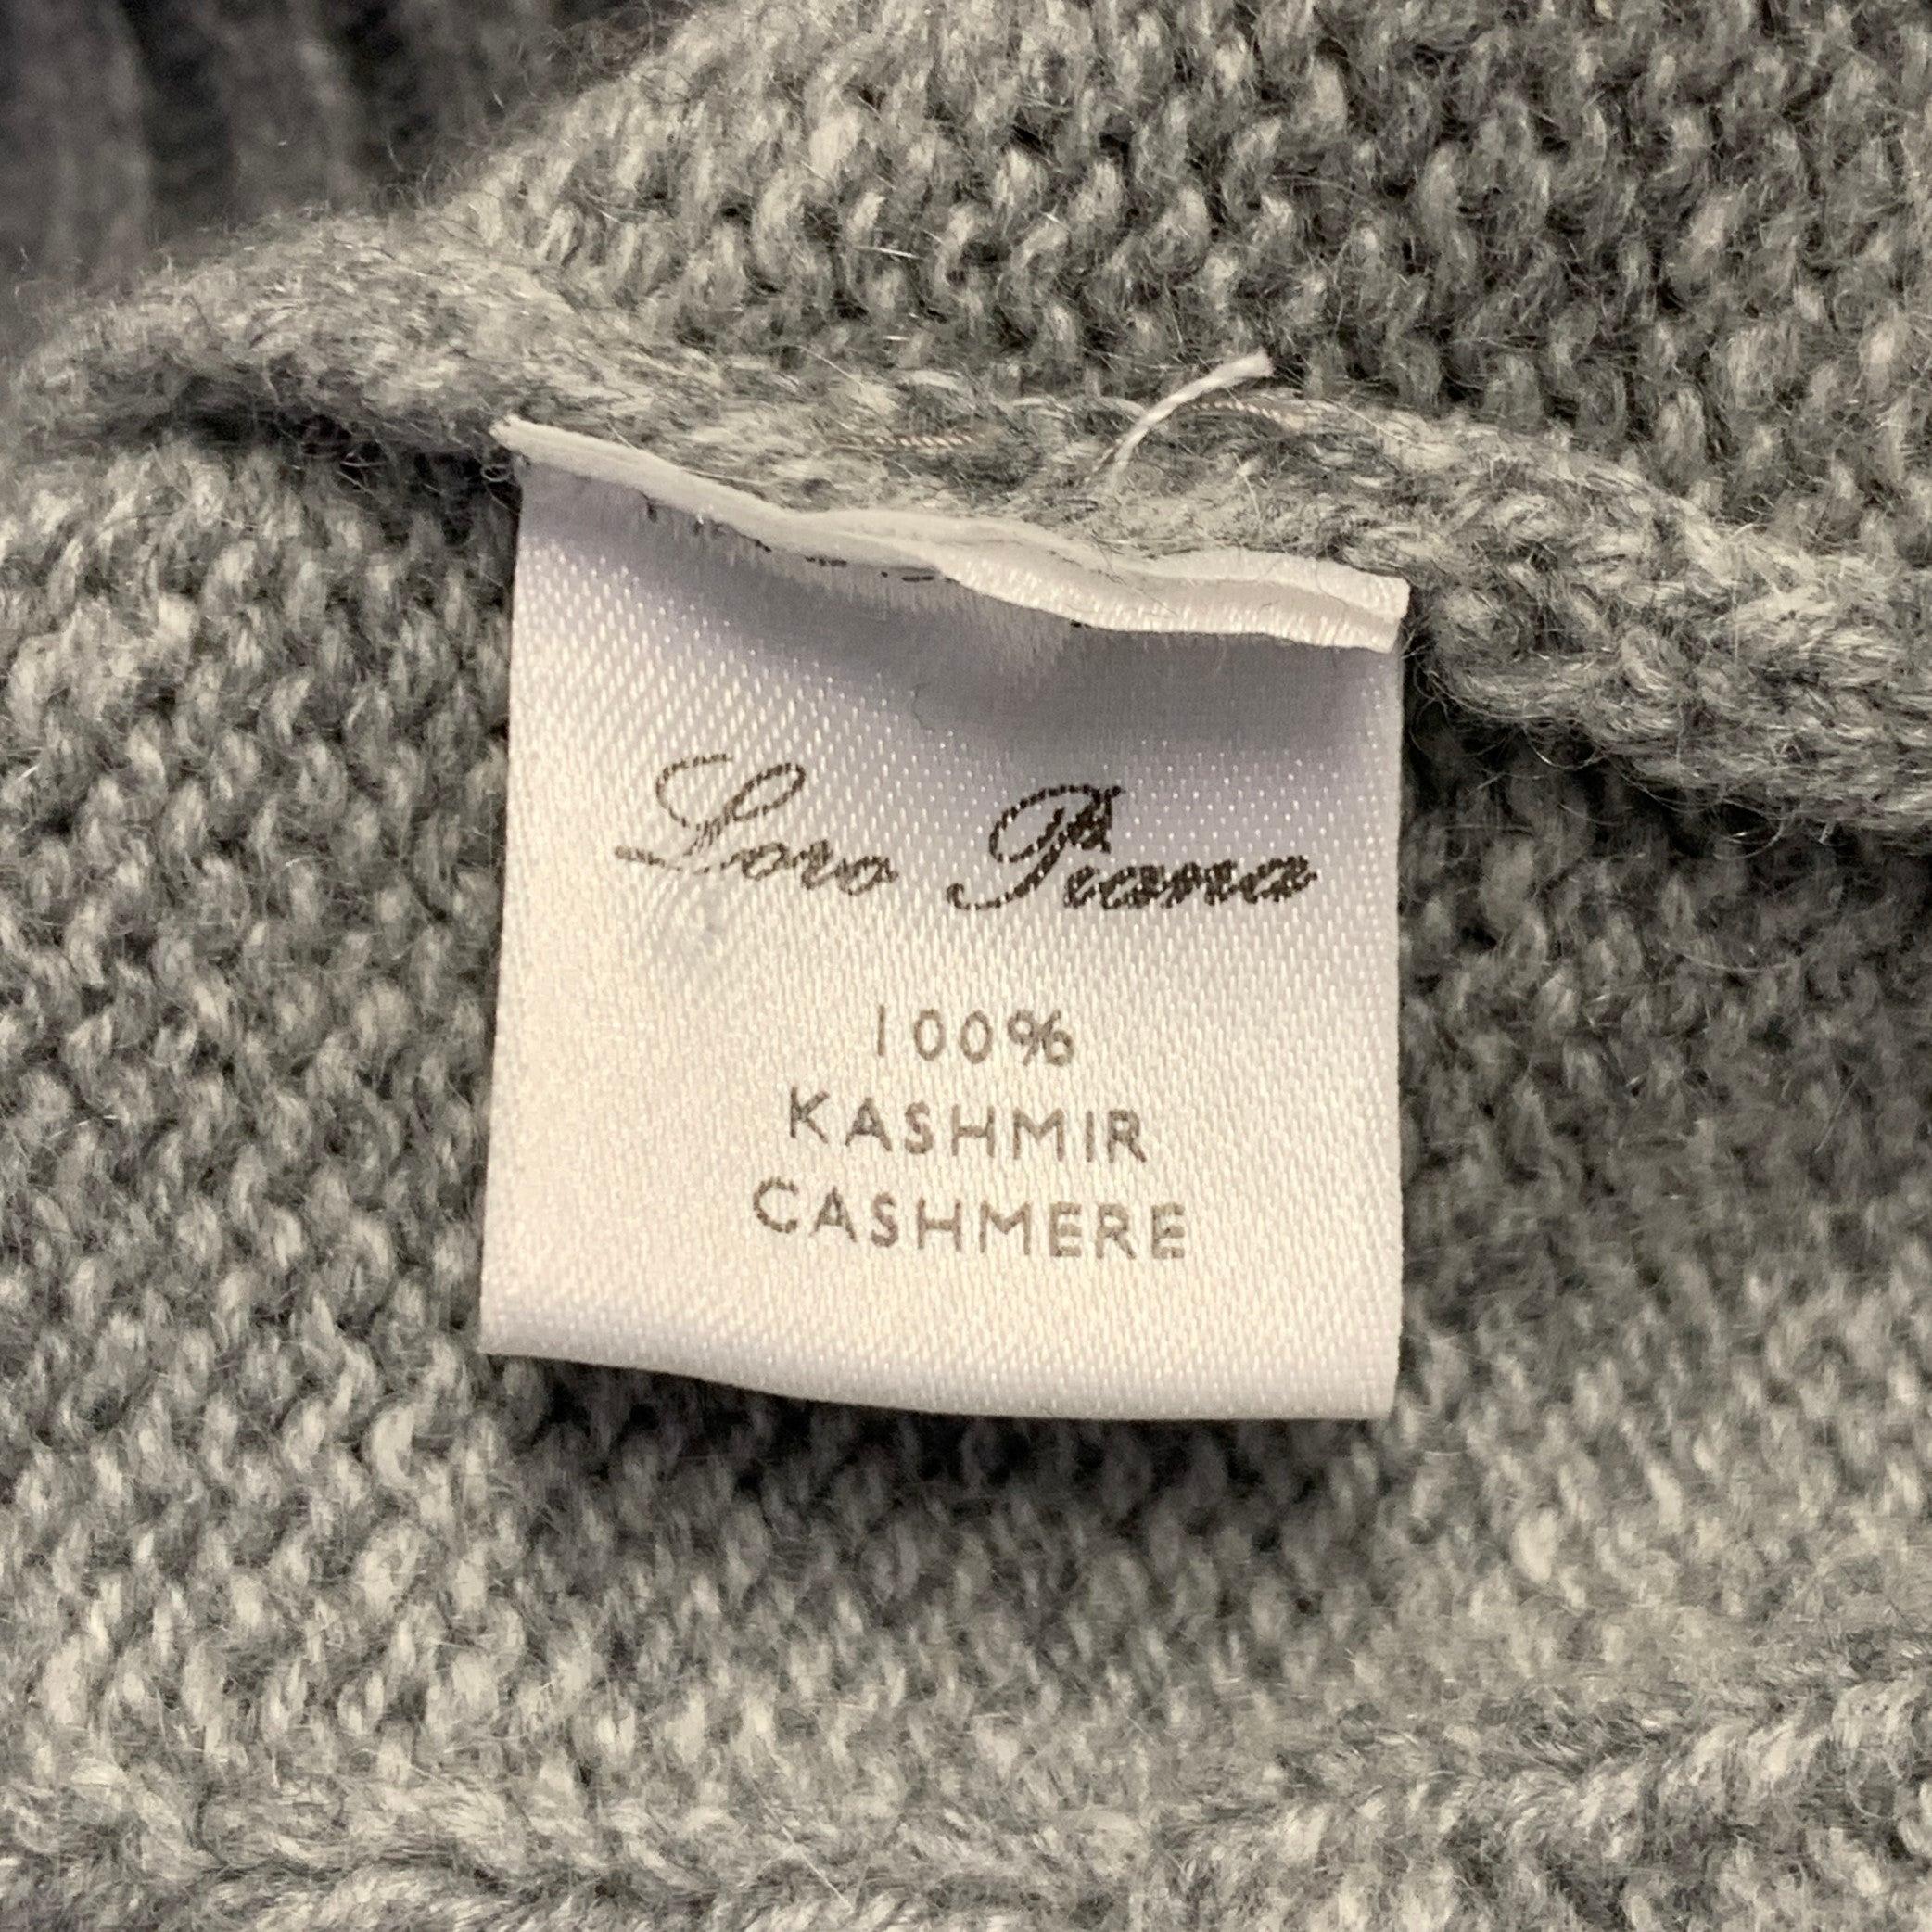 Loro Piana
100%
KASHMIR
CASHMERE